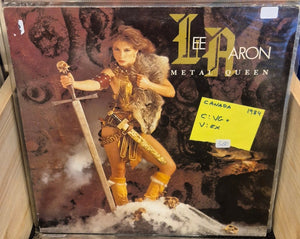 LEE AARON
METAL QUEEN
CANADA 1984
C: VG+
V: EX